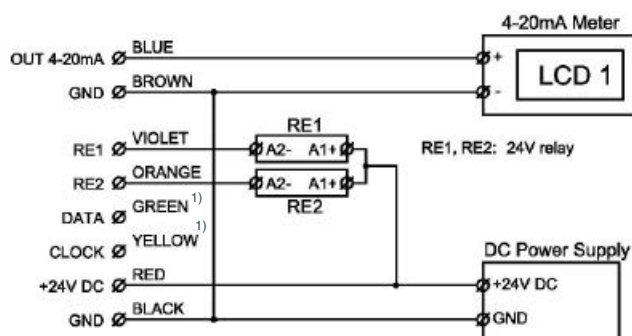 4-20mA Meter
OUT 4-20mA BLUE + LCD 1
GND BROWN -
RE1
RE1 VIOLET A2- A1+ RE1, RE2: 24V relay
RE2 ORANGE A2- A1+
RE2
DATA GREEN 1)
CLOCK YELLOW 1)
DC Power Supply
+24V DC RED +24V DC
GND BLACK GND